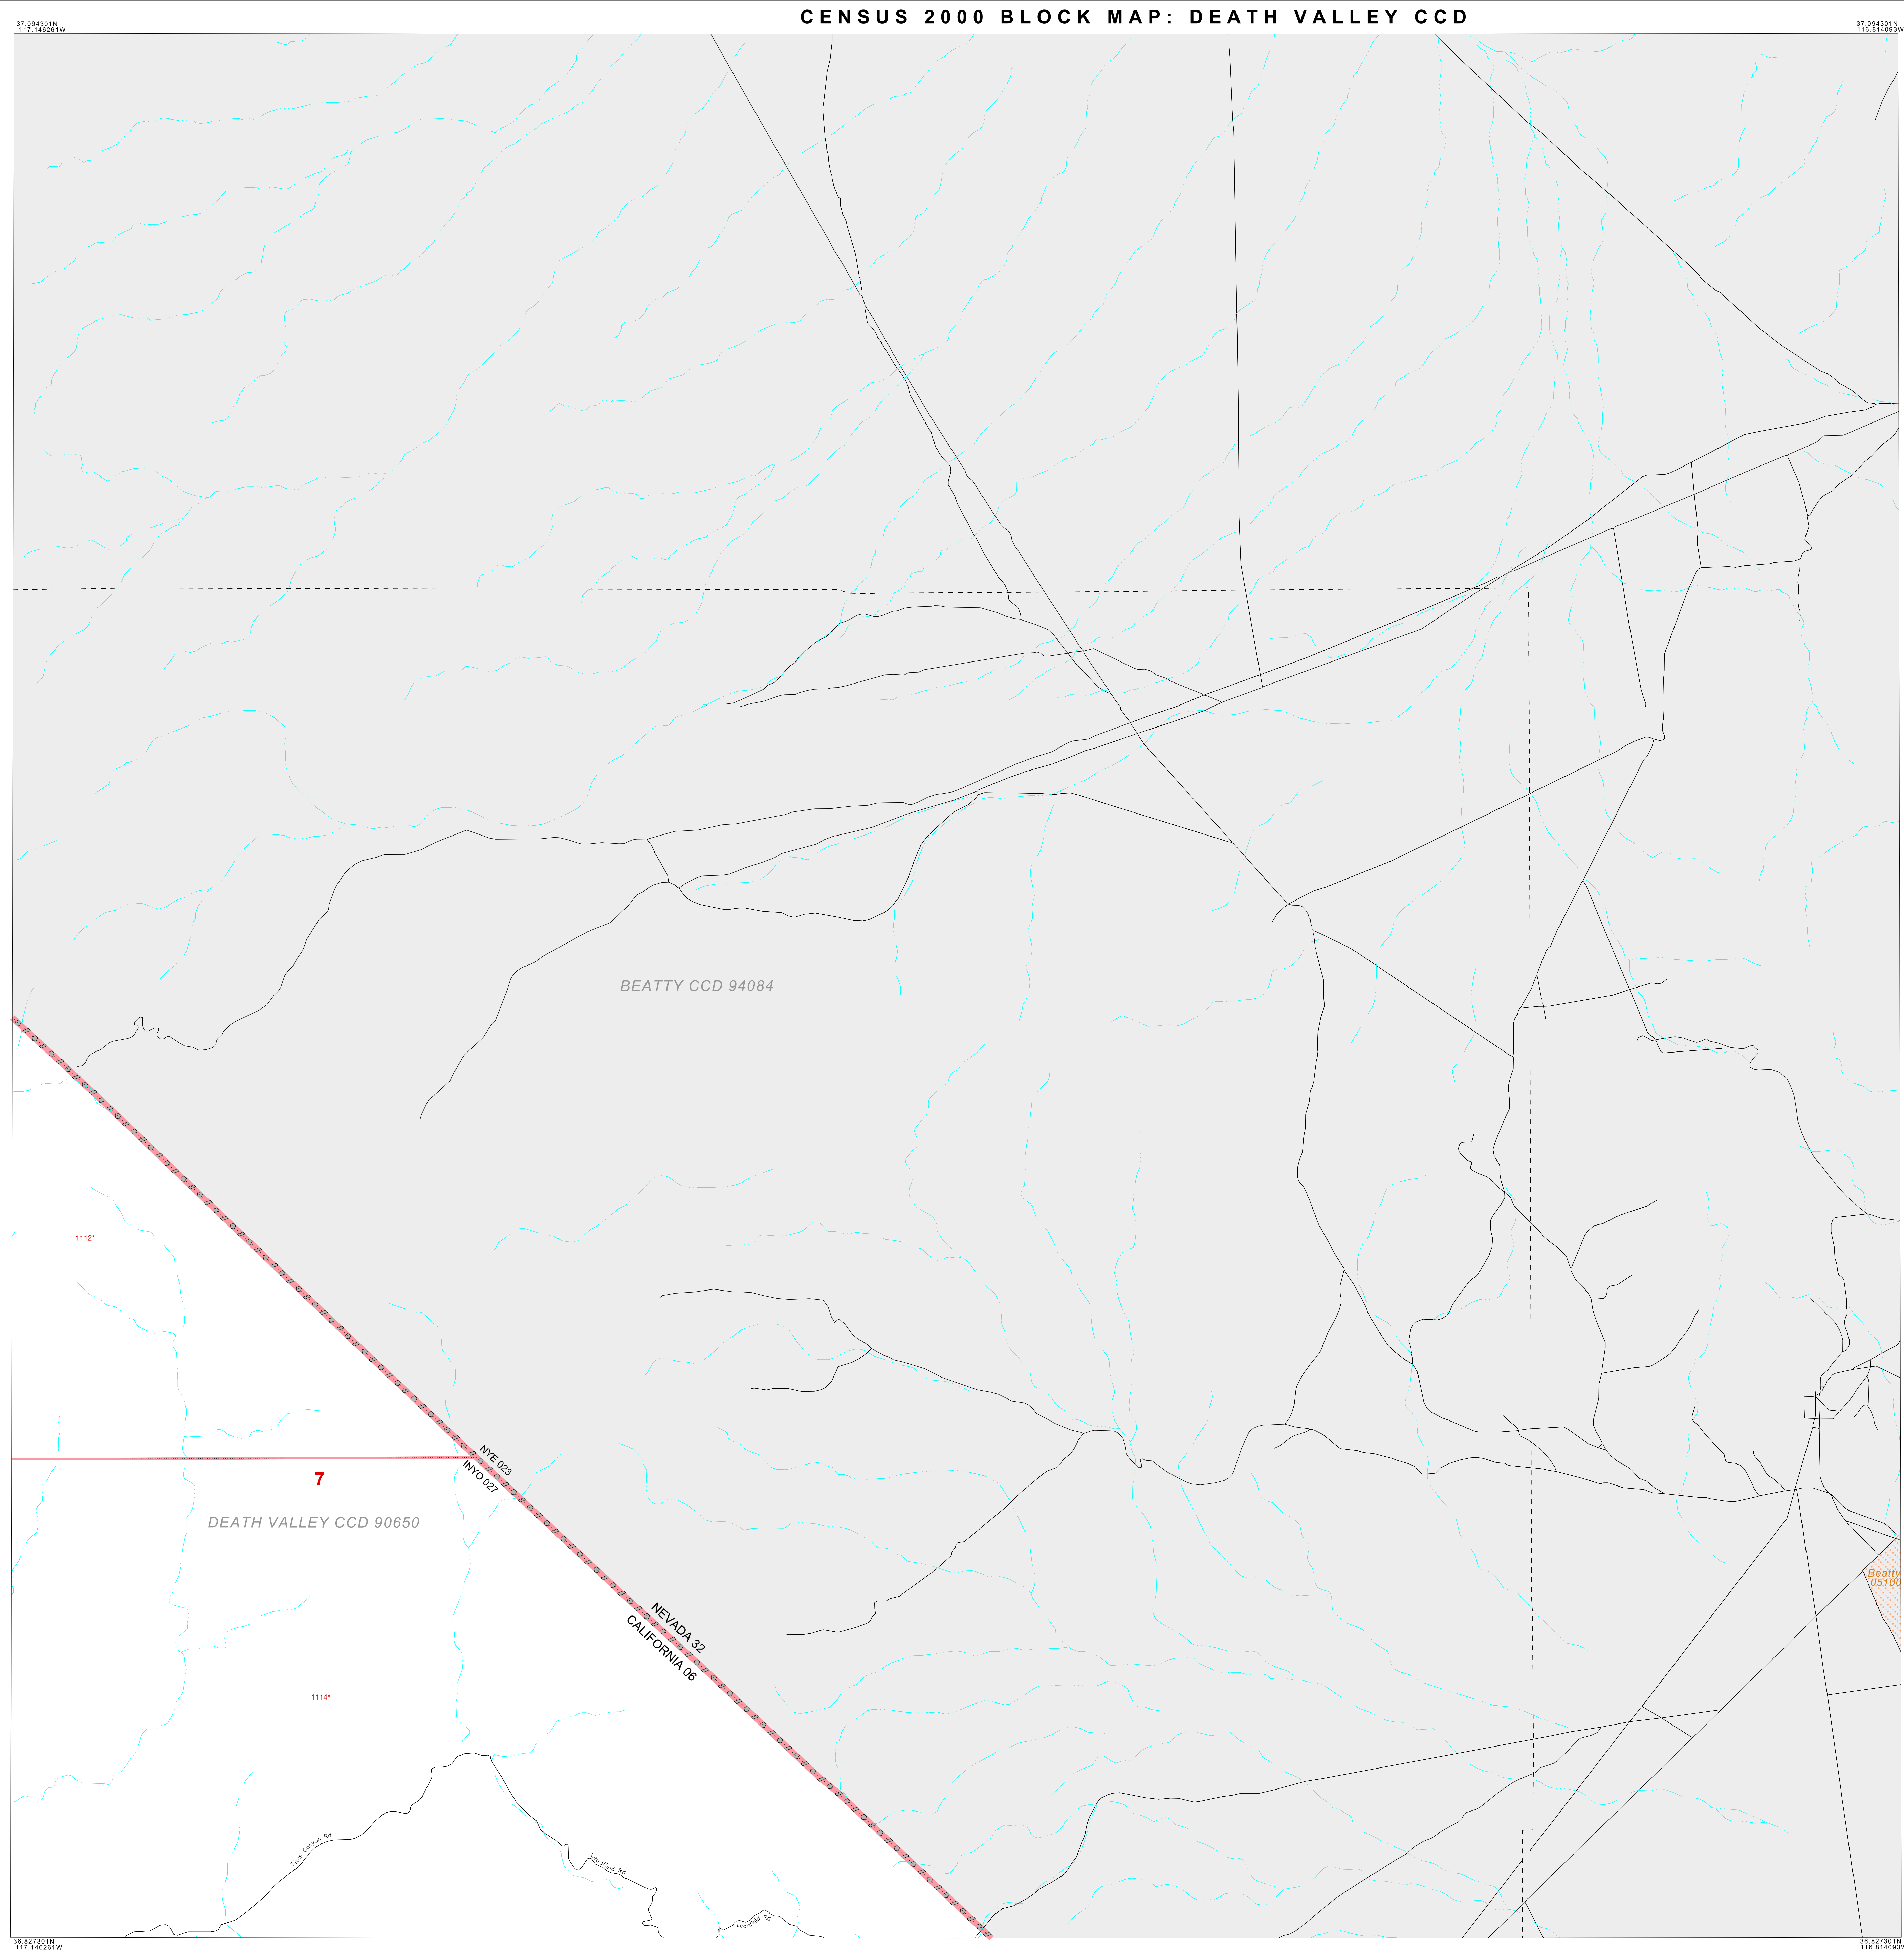 CENSUS 2000 BLOCK MAP: DEATH VALLEY CCD
37.094301N
117.146261W
37.094301N
116.814093W
BEATTY CCD 94084
1112*
NYE 023
INYO 027
7
DEATH VALLEY CCD 90650
Beatty
05100
NEVADA 32
CALIFORNIA 06
1114*
Titus Canyon Rd
Leadfield Rd
Leadfield Rd
36.827301N
117.146261W
36.827301N
116.814093W